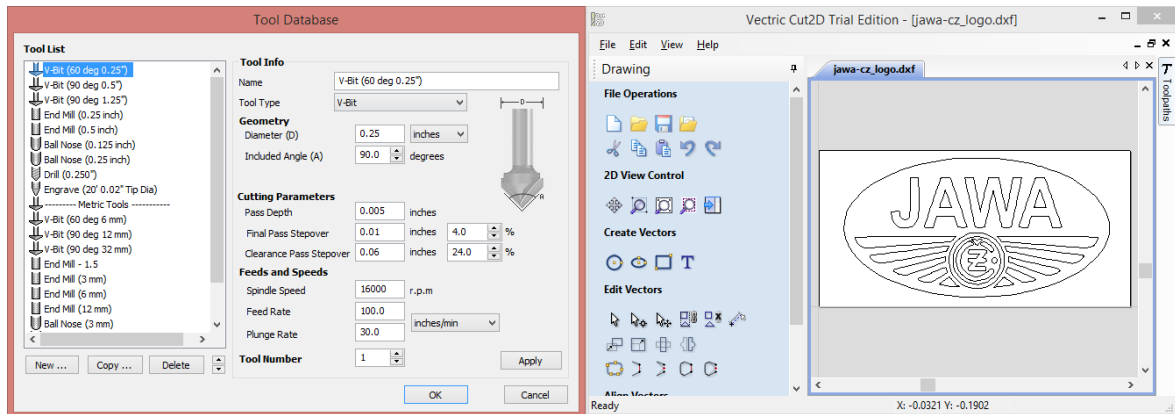 Tool Database
Tool List
V-Bit (60 deg 0.25")
V-Bit (90 deg 0.5")
V-Bit (90 deg 1.25")
End Mill (0.25 inch)
End Mill (0.5 inch)
Ball Nose (0.125 inch)
Ball Nose (0.25 inch)
Drill (0.250")
Engrave (20' 0.02" Tip Dia)
--------- Metric Tools -----------
V-Bit (60 deg 6 mm)
V-Bit (90 deg 12 mm)
V-Bit (90 deg 32 mm)
End Mill - 1.5
End Mill (3 mm)
End Mill (6 mm)
End Mill (12 mm)
Ball Nose (3 mm)
New ... Copy ... Delete
Tool Info
Name V-Bit (60 deg 0.25")
Tool Type V-Bit
Geometry
Diameter (D) 0.25 inches
Included Angle (A) 90.0 degrees
D
A
Cutting Parameters
Pass Depth 0.005 inches
Final Pass Stepover 0.01 inches 4.0 %
Clearance Pass Stepover 0.06 inches 24.0 %
Feeds and Speeds
Spindle Speed 16000 r.p.m
Feed Rate 100.0
inches/min
Plunge Rate 30.0
Tool Number 1
Apply
OK Cancel
Vectric Cut2D Trial Edition - [jawa-cz_logo.dxf]
File Edit View Help
Drawing
File Operations
2D View Control
Create Vectors
T
Edit Vectors
Align Vectors
jawa-cz_logo.dxf
Toolpaths
JAWA
CZ
Ready X: -0.0321 Y: -0.1902